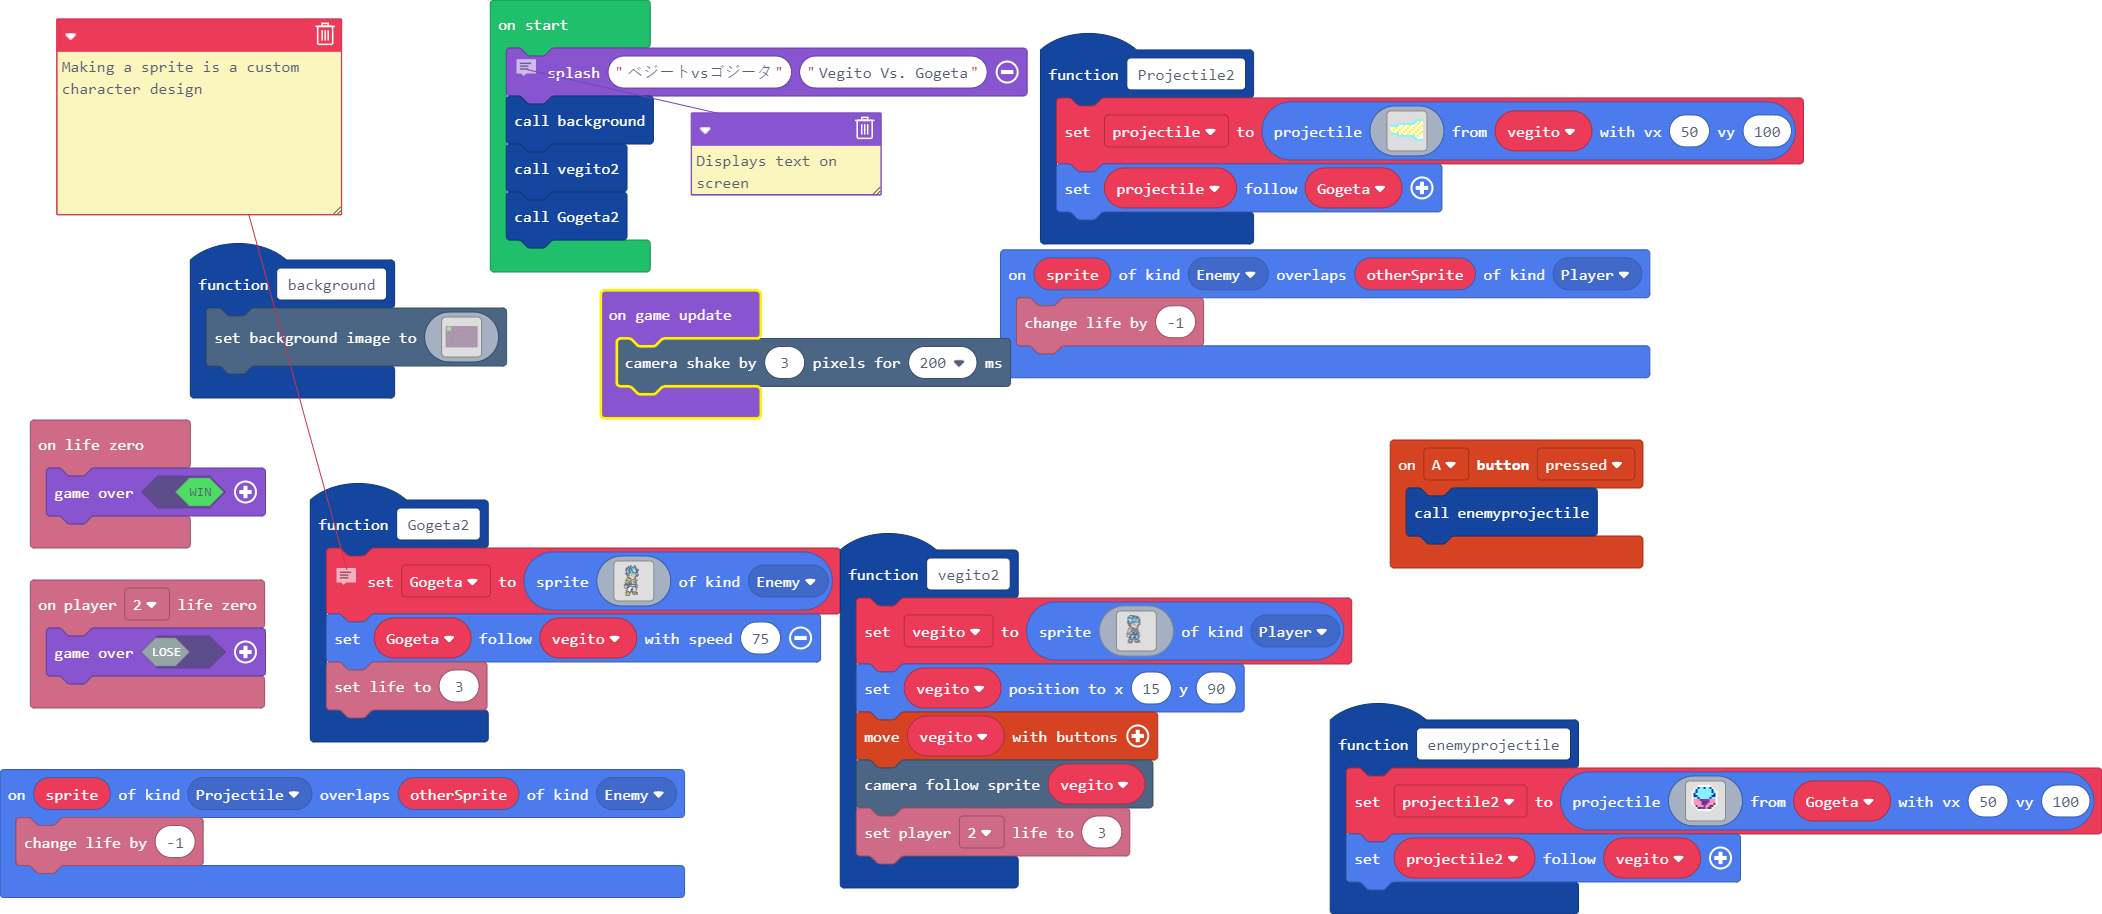 Making a sprite is a custom
character design
on start
splash "ベジートvsゴジータ" "Vegito Vs. Gogeta"
call background
call vegito2
call Gogeta2
Displays text on
screen
function Projectile2
set projectile to projectile from vegito with vx 50 vy 100
set projectile follow Gogeta
function background
set background image to
on game update
camera shake by 3 pixels for 200 ms
on sprite of kind Enemy overlaps otherSprite of kind Player
change life by -1
on life zero
game over WIN
on player 2 life zero
game over LOSE
function Gogeta2
set Gogeta to sprite of kind Enemy
set Gogeta follow vegito with speed 75
set life to 3
function vegito2
set vegito to sprite of kind Player
set vegito position to x 15 y 90
move vegito with buttons
camera follow sprite vegito
set player 2 life to 3
on A button pressed
call enemyprojectile
function enemyprojectile
set projectile2 to projectile from Gogeta with vx 50 vy 100
set projectile2 follow vegito
on sprite of kind Projectile overlaps otherSprite of kind Enemy
change life by -1